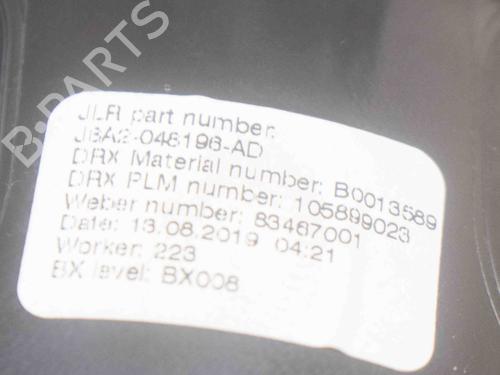 B-PARTS
JLR part number:
J8A2-048196-AD
DRX Material number: B0013589
DRX PLM number: 105899023
Weber number: 83467001
Date: 13.08.2019 04:21
Worker: 223
BX level: BX008